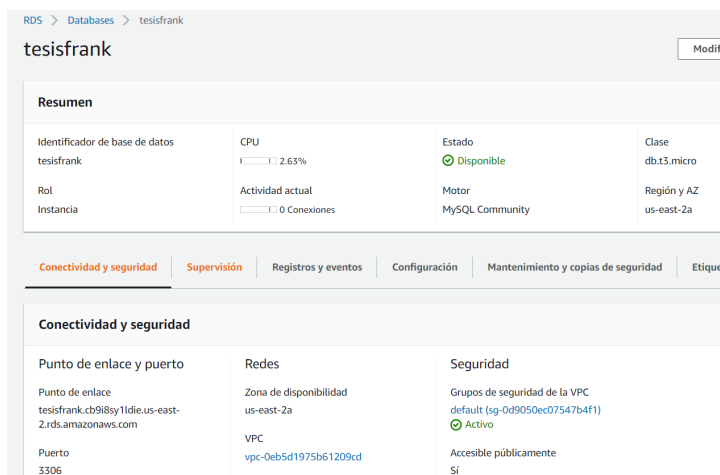 RDS > Databases > tesisfrank
tesisfrank
Modif
Resumen
Identificador de base de datos
tesisfrank
CPU
2.63%
Estado
Disponible
Clase
db.t3.micro
Rol
Instancia
Actividad actual
0 Conexiones
Motor
MySQL Community
Región y AZ
us-east-2a
Conectividad y seguridad
Supervisión
Registros y eventos
Configuración
Mantenimiento y copias de seguridad
Etique
Conectividad y seguridad
Punto de enlace y puerto
Punto de enlace
tesisfrank.cb9i8sy1ldie.us-east-
2.rds.amazonaws.com
Puerto
3306
Redes
Zona de disponibilidad
us-east-2a
VPC
vpc-0eb5d1975b61209cd
Seguridad
Grupos de seguridad de la VPC
default (sg-0d9050ec07547b4f1)
Activo
Accesible públicamente
Sí